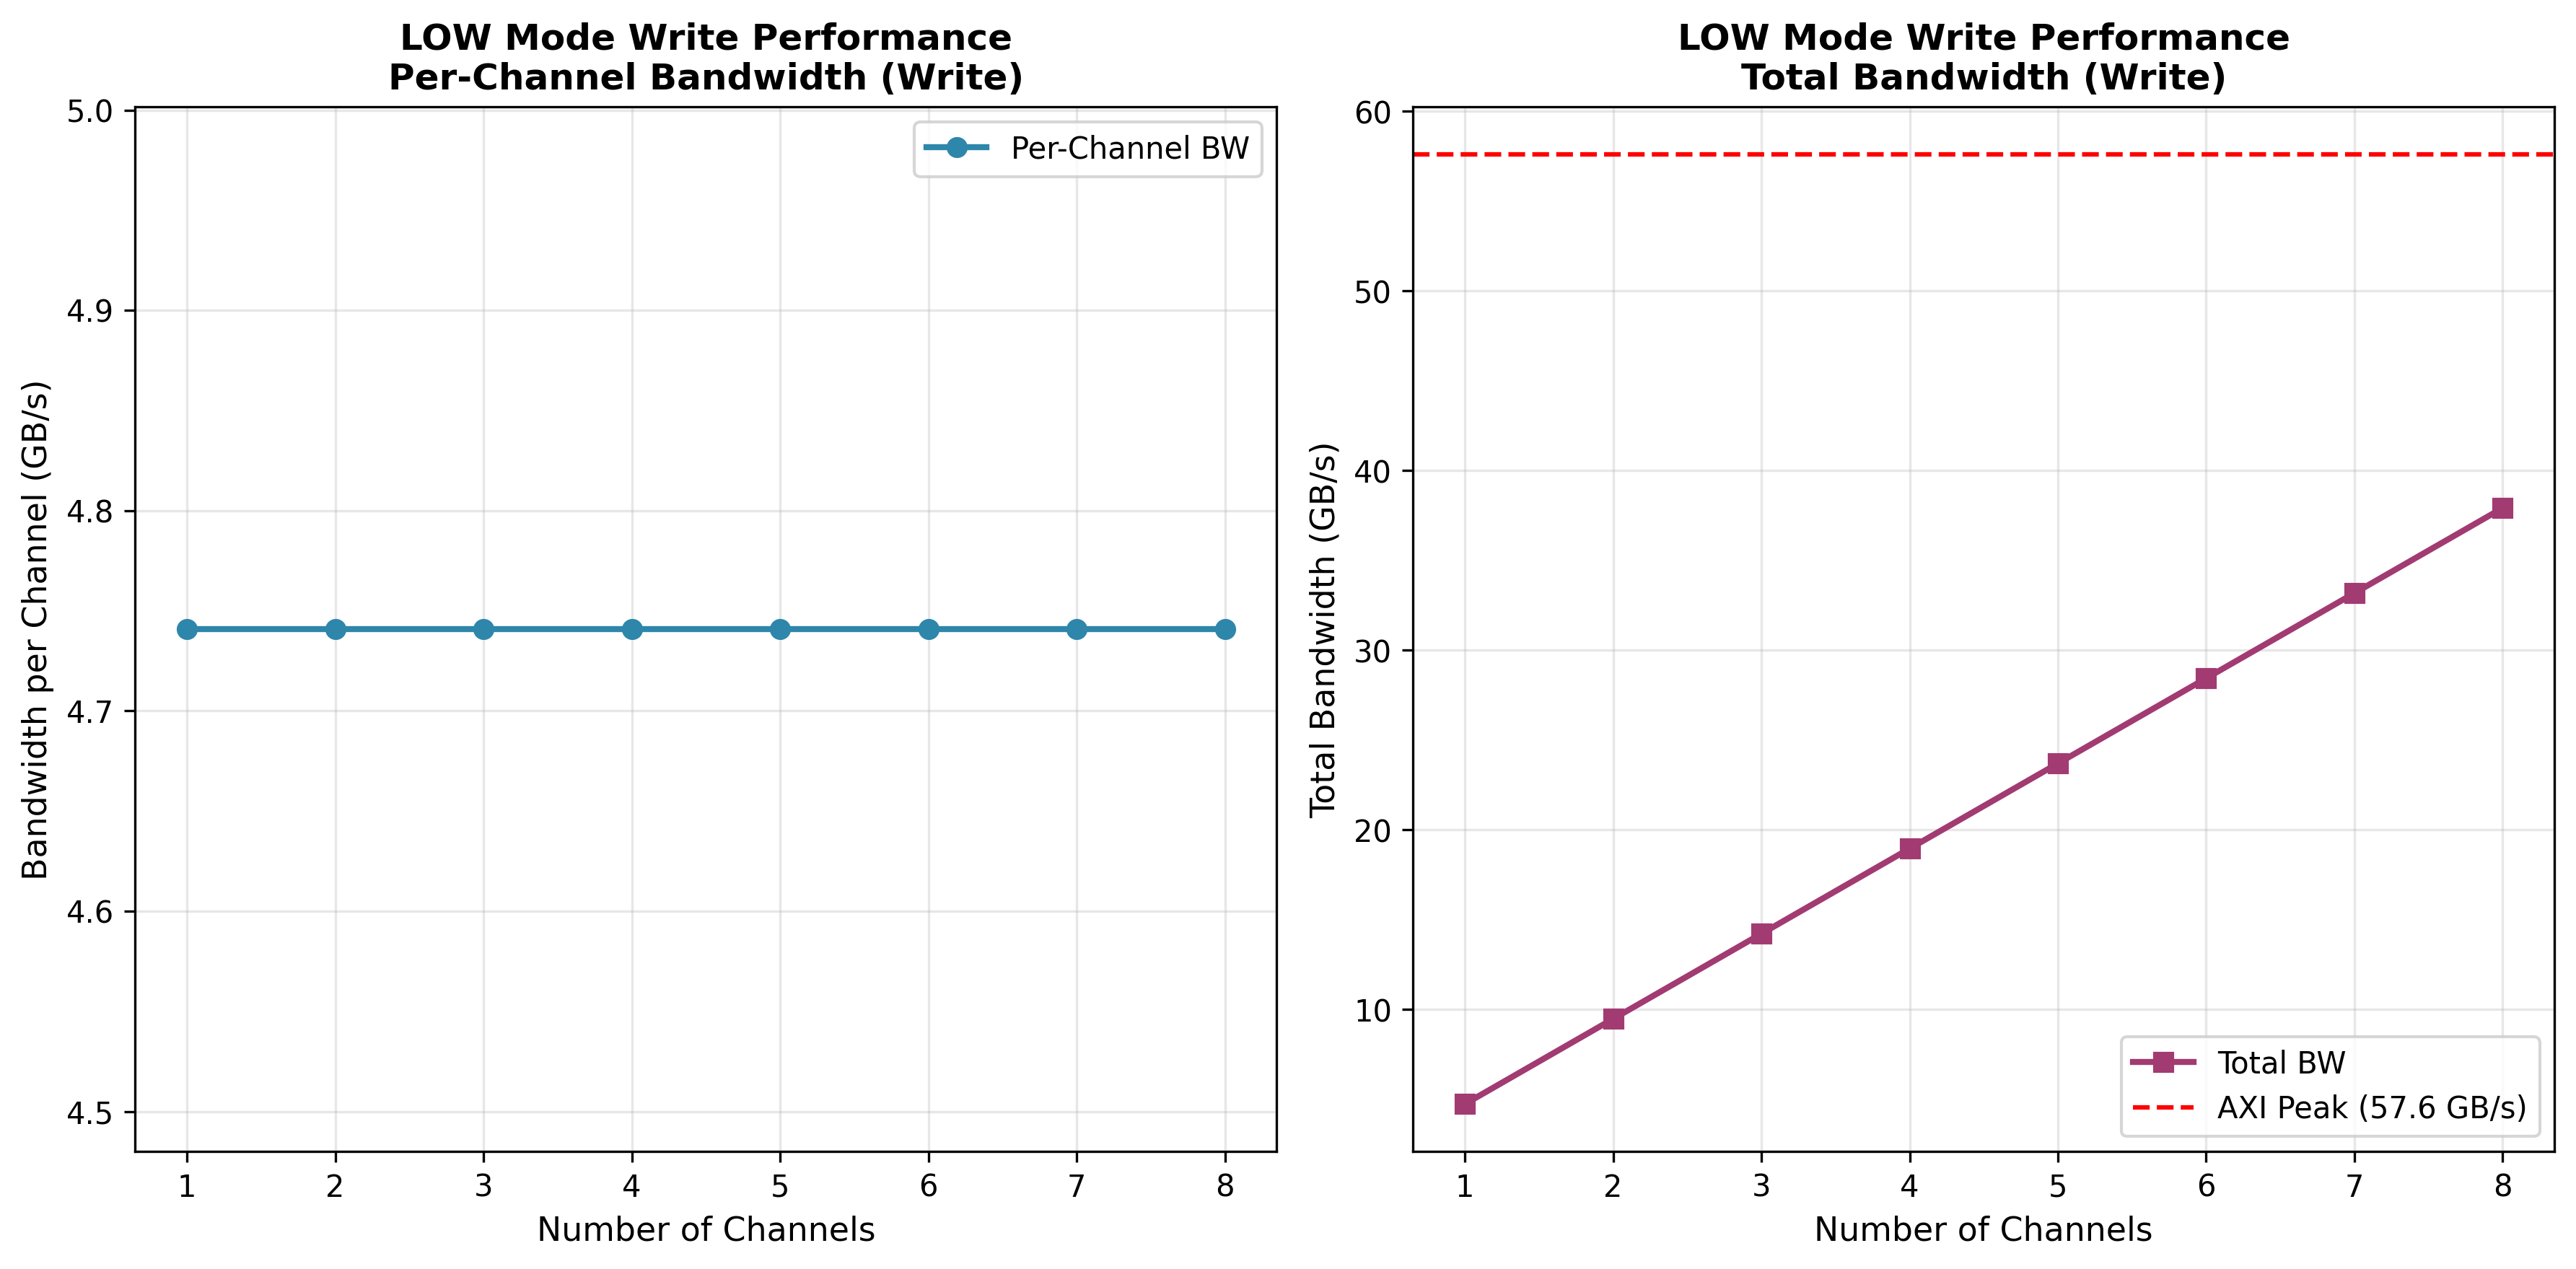 LOW Mode Write Performance
Per-Channel Bandwidth (Write)
5.0
4.9
4.8
4.7
4.6
4.5
Bandwidth per Channel (GB/s)
Per-Channel BW
1 2 3 4 5 6 7 8
Number of Channels
LOW Mode Write Performance
Total Bandwidth (Write)
60
50
40
30
20
10
Total Bandwidth (GB/s)
Total BW
AXI Peak (57.6 GB/s)
1 2 3 4 5 6 7 8
Number of Channels